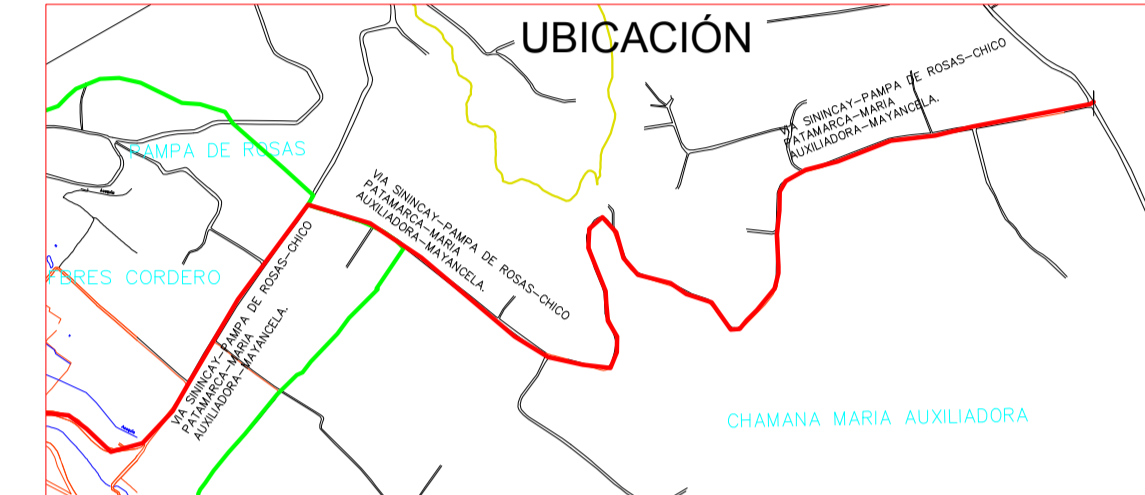 UBICACIÓN
VIA SININCAY-PAMPA DE ROSAS-CHICO
PATAMARCA-MARIA
AUXILIADORA-MAYANCELA.
PAMPA DE ROSAS
VIA SININCAY-PAMPA DE ROSAS-CHICO
PATAMARCA-MARIA
AUXILIADORA-MAYANCELA.
FBRES CORDERO
VIA SININCAY-PAMPA DE ROSAS-CHICO
PATAMARCA-MARIA
AUXILIADORA-MAYANCELA.
CHAMANA MARIA AUXILIADORA